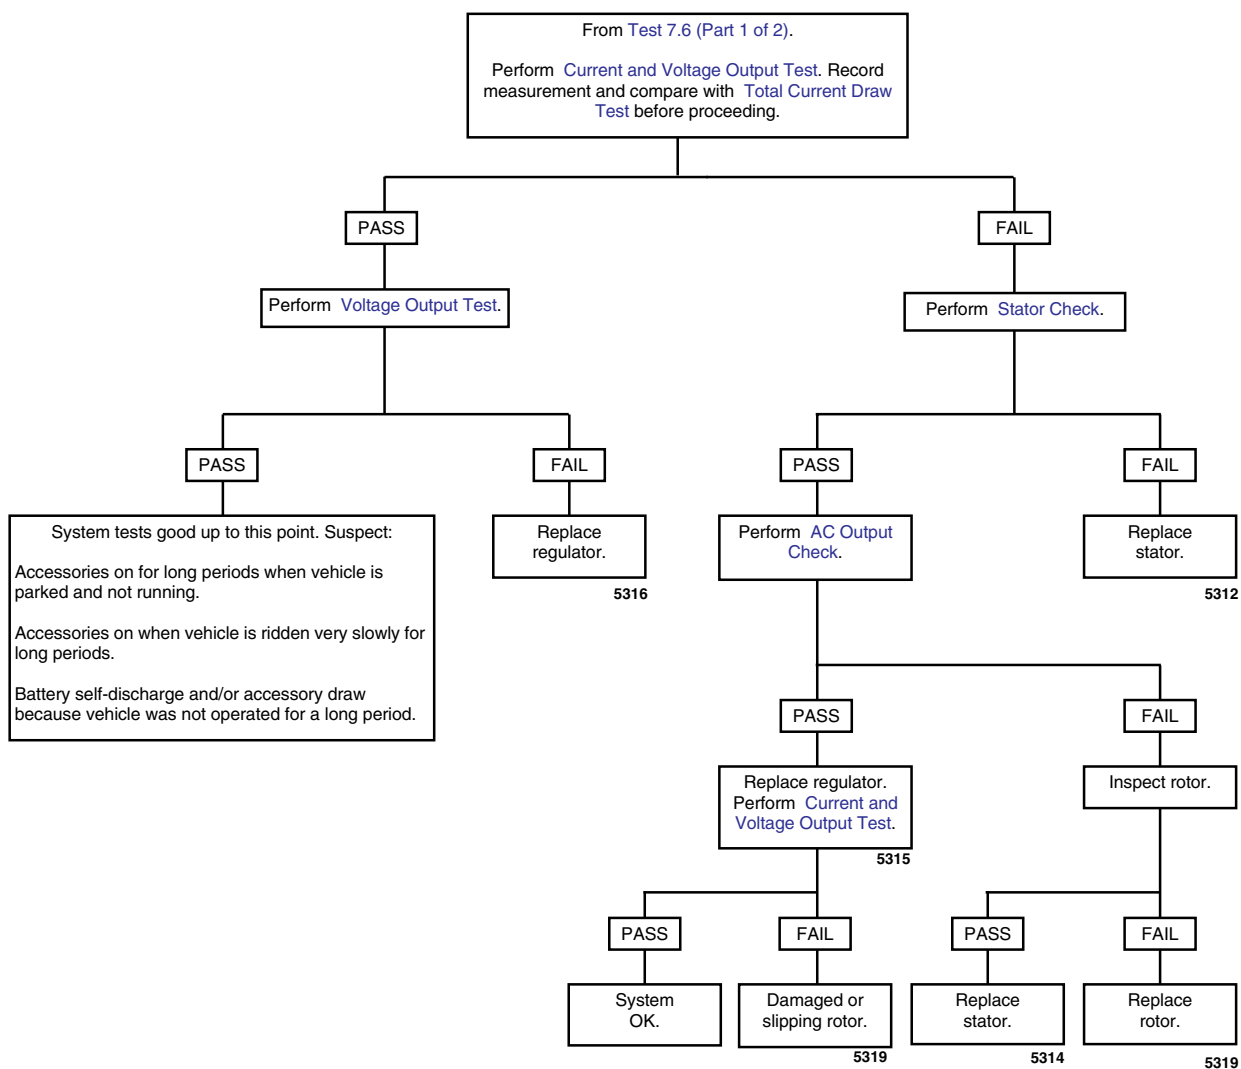 From Test 7.6 (Part 1 of 2).
Perform Current and Voltage Output Test. Record
measurement and compare with Total Current Draw
Test before proceeding.
PASS
FAIL
Perform Voltage Output Test.
Perform Stator Check.
PASS
FAIL
PASS
FAIL
System tests good up to this point. Suspect:
Accessories on for long periods when vehicle is
parked and not running.
Accessories on when vehicle is ridden very slowly for
long periods.
Battery self-discharge and/or accessory draw
because vehicle was not operated for a long period.
Replace
regulator.
5316
Perform AC Output
Check.
Replace
stator.
5312
PASS
FAIL
Replace regulator.
Perform Current and
Voltage Output Test.
5315
Inspect rotor.
PASS
FAIL
PASS
FAIL
System
OK.
Damaged or
slipping rotor.
5319
Replace
stator.
5314
Replace
rotor.
5319